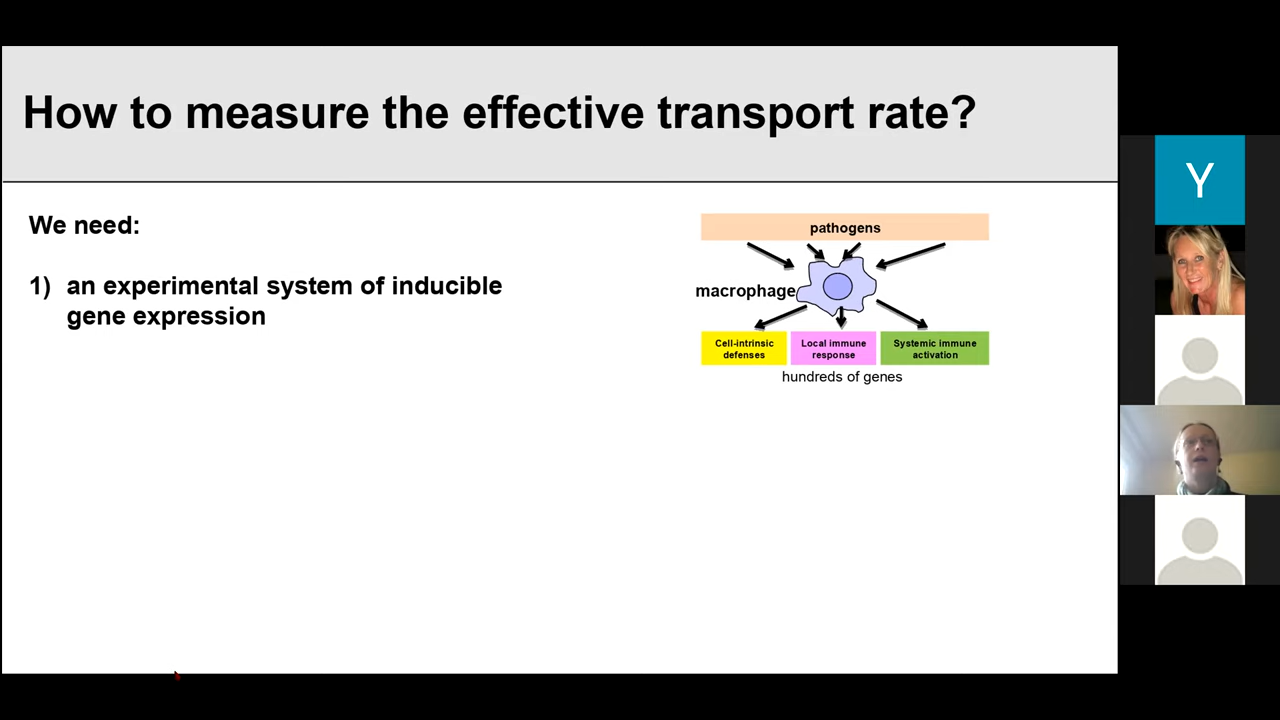 How to measure the effective transport rate?
We need:
1) an experimental system of inducible
gene expression
pathogens
macrophage
Cell-intrinsic
defenses
Local immune
response
Systemic immune
activation
hundreds of genes
Y